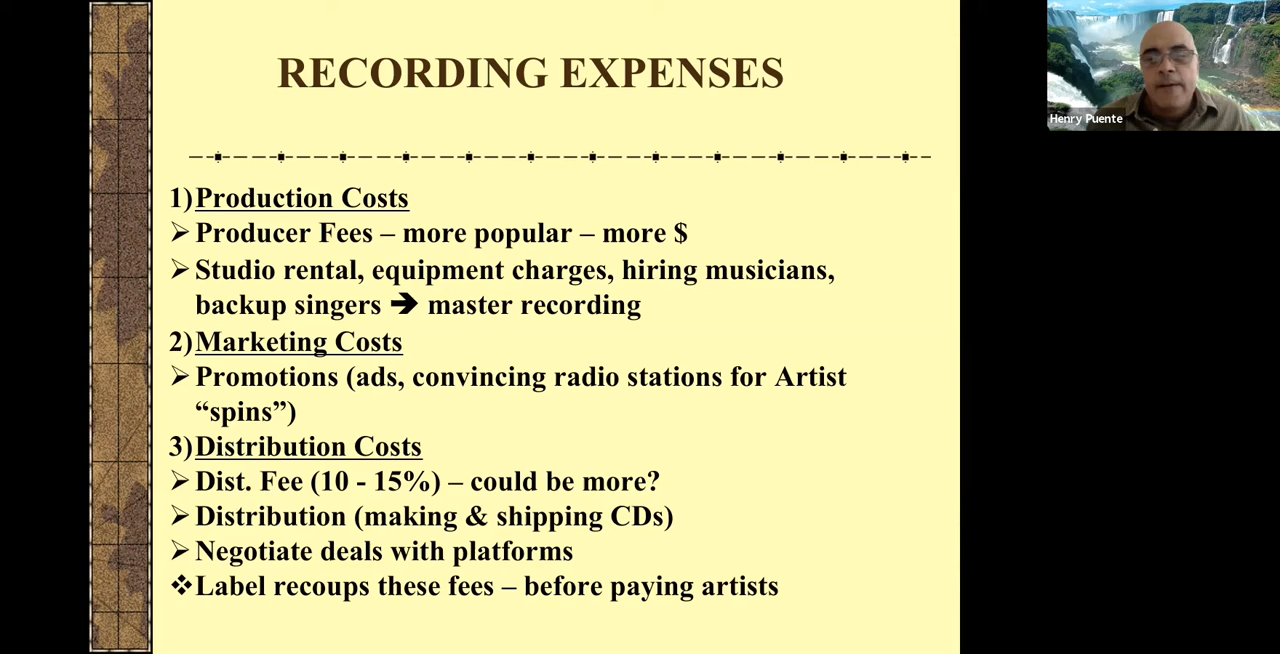 RECORDING EXPENSES
1) Production Costs
➢ Producer Fees – more popular – more $
➢ Studio rental, equipment charges, hiring musicians,
backup singers ➔ master recording
2) Marketing Costs
➢ Promotions (ads, convincing radio stations for Artist
“spins”)
3) Distribution Costs
➢ Dist. Fee (10 - 15%) – could be more?
➢ Distribution (making & shipping CDs)
➢ Negotiate deals with platforms
❖ Label recoups these fees – before paying artists
Henry Puente